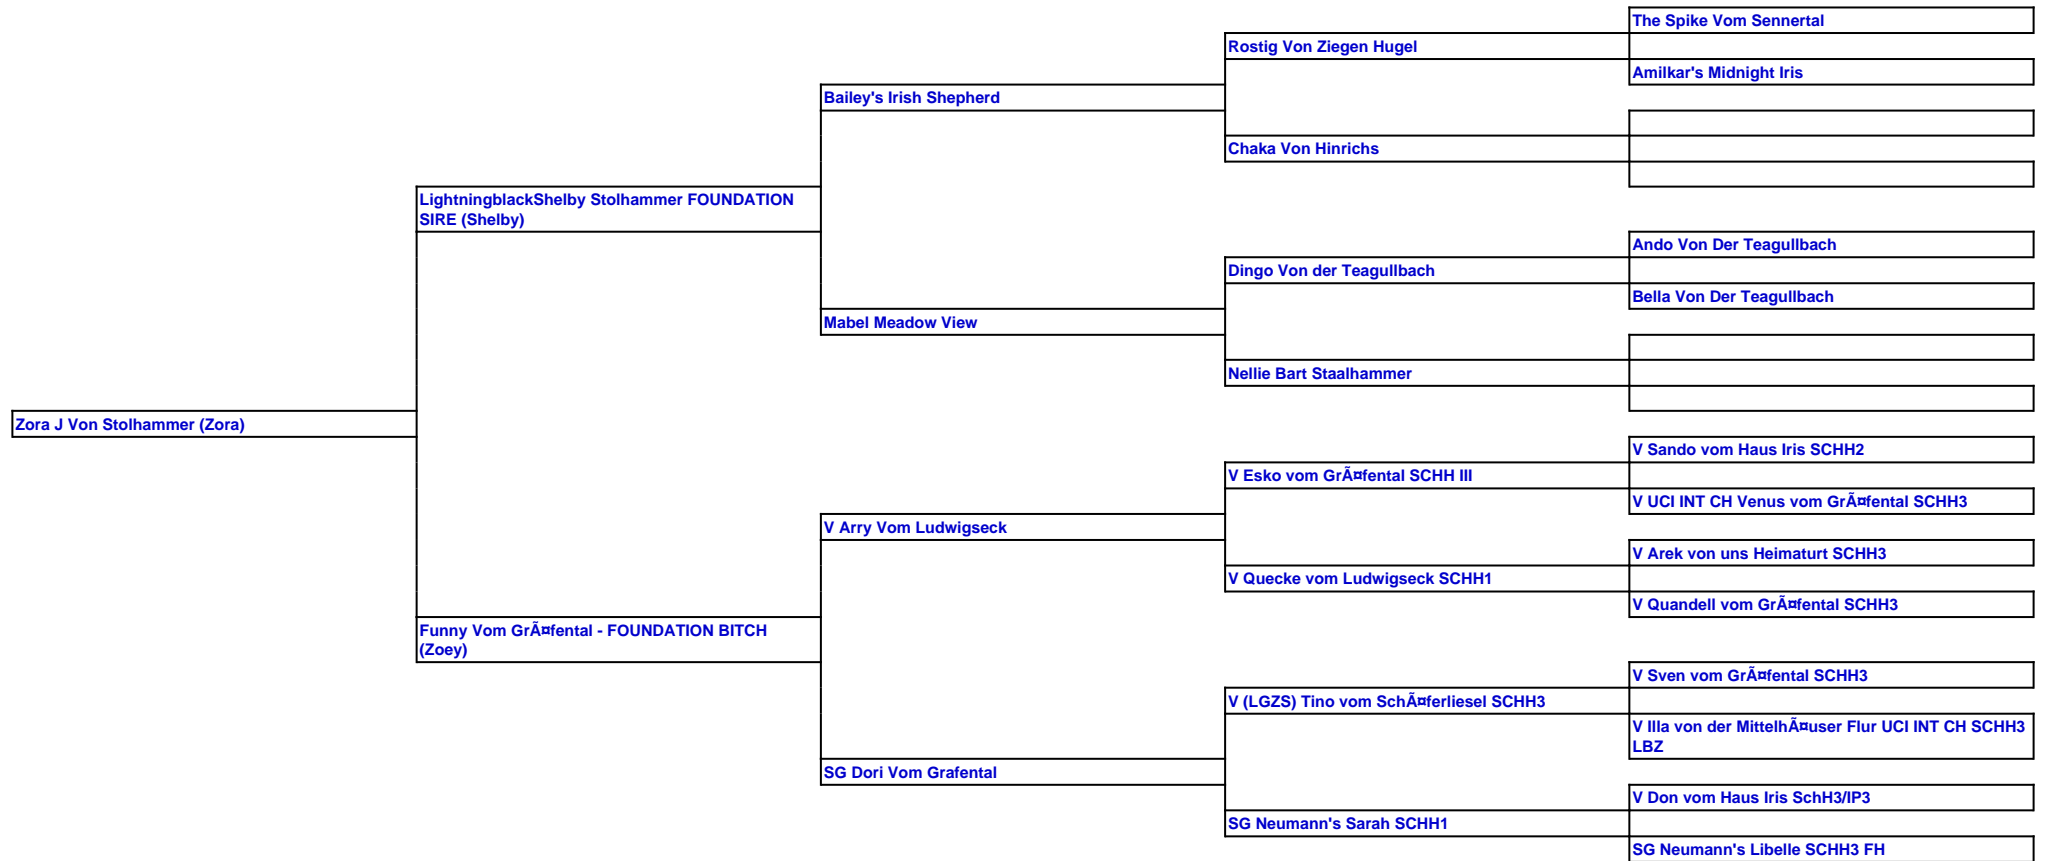 The Spike Vom Sennertal
Rostig Von Ziegen Hugel
Amilkar's Midnight Iris
Bailey's Irish Shepherd
Chaka Von Hinrichs
LightningblackShelby Stolhammer FOUNDATION
SIRE (Shelby)
Ando Von Der Teagullbach
Dingo Von der Teagullbach
Bella Von Der Teagullbach
Mabel Meadow View
Nellie Bart Staalhammer
Zora J Von Stolhammer (Zora)
V Sando vom Haus Iris SCHH2
V Esko vom GrÃ¤fental SCHH III
V UCI INT CH Venus vom GrÃ¤fental SCHH3
V Arry Vom Ludwigseck
V Arek von uns Heimaturt SCHH3
V Quecke vom Ludwigseck SCHH1
V Quandell vom GrÃ¤fental SCHH3
Funny Vom GrÃ¤fental - FOUNDATION BITCH
(Zoey)
V Sven vom GrÃ¤fental SCHH3
V (LGZS) Tino vom SchÃ¤ferliesel SCHH3
V Illa von der MittelhÃ¤user Flur UCI INT CH SCHH3
LBZ
SG Dori Vom Grafental
V Don vom Haus Iris SchH3/IP3
SG Neumann's Sarah SCHH1
SG Neumann's Libelle SCHH3 FH